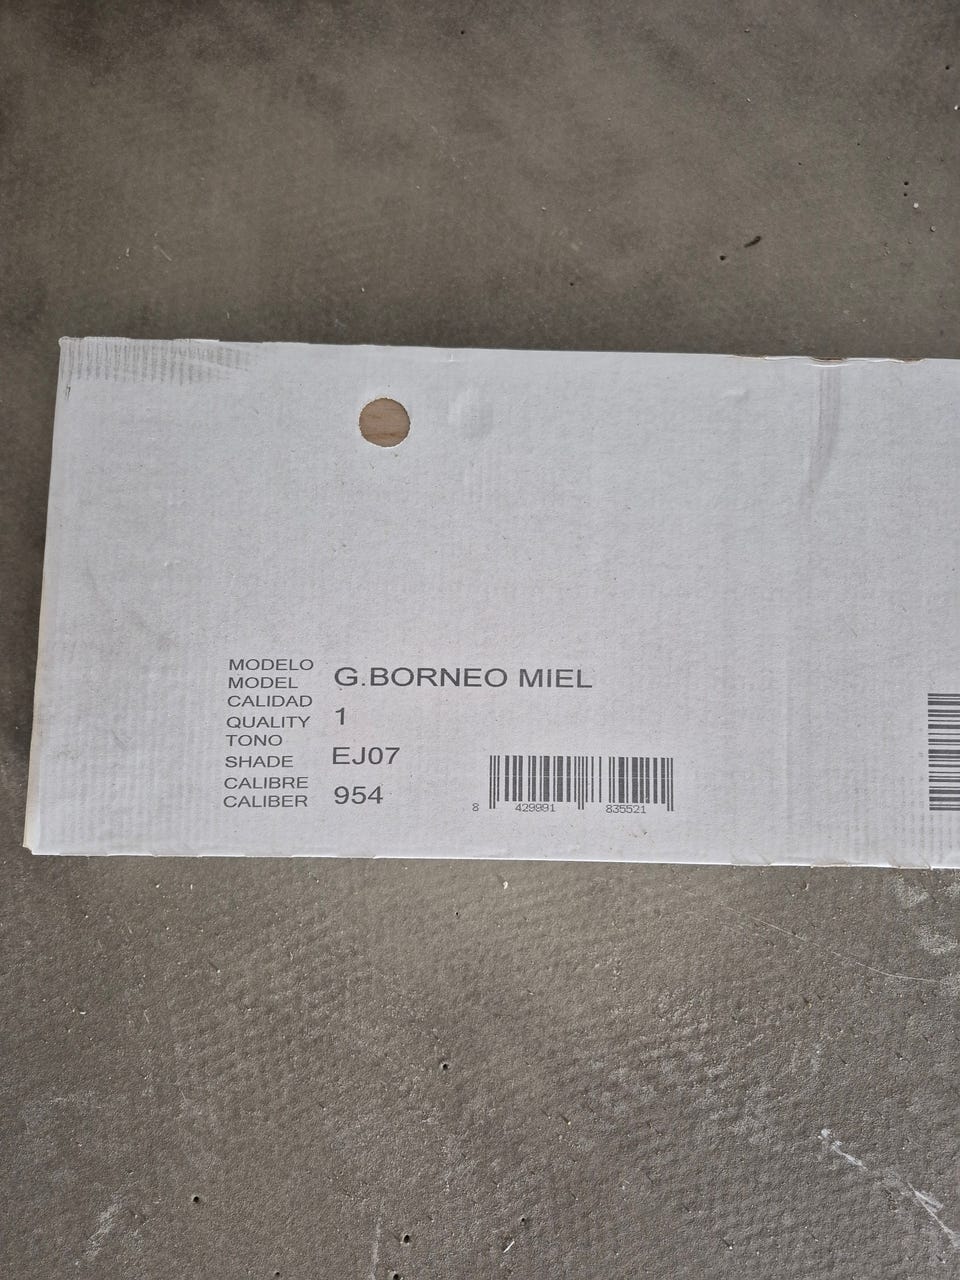 MODELO
MODEL G.BORNEO MIEL
CALIDAD
QUALITY 1
TONO
SHADE EJ07
CALIBRE
CALIBER 954
8 429991 835521